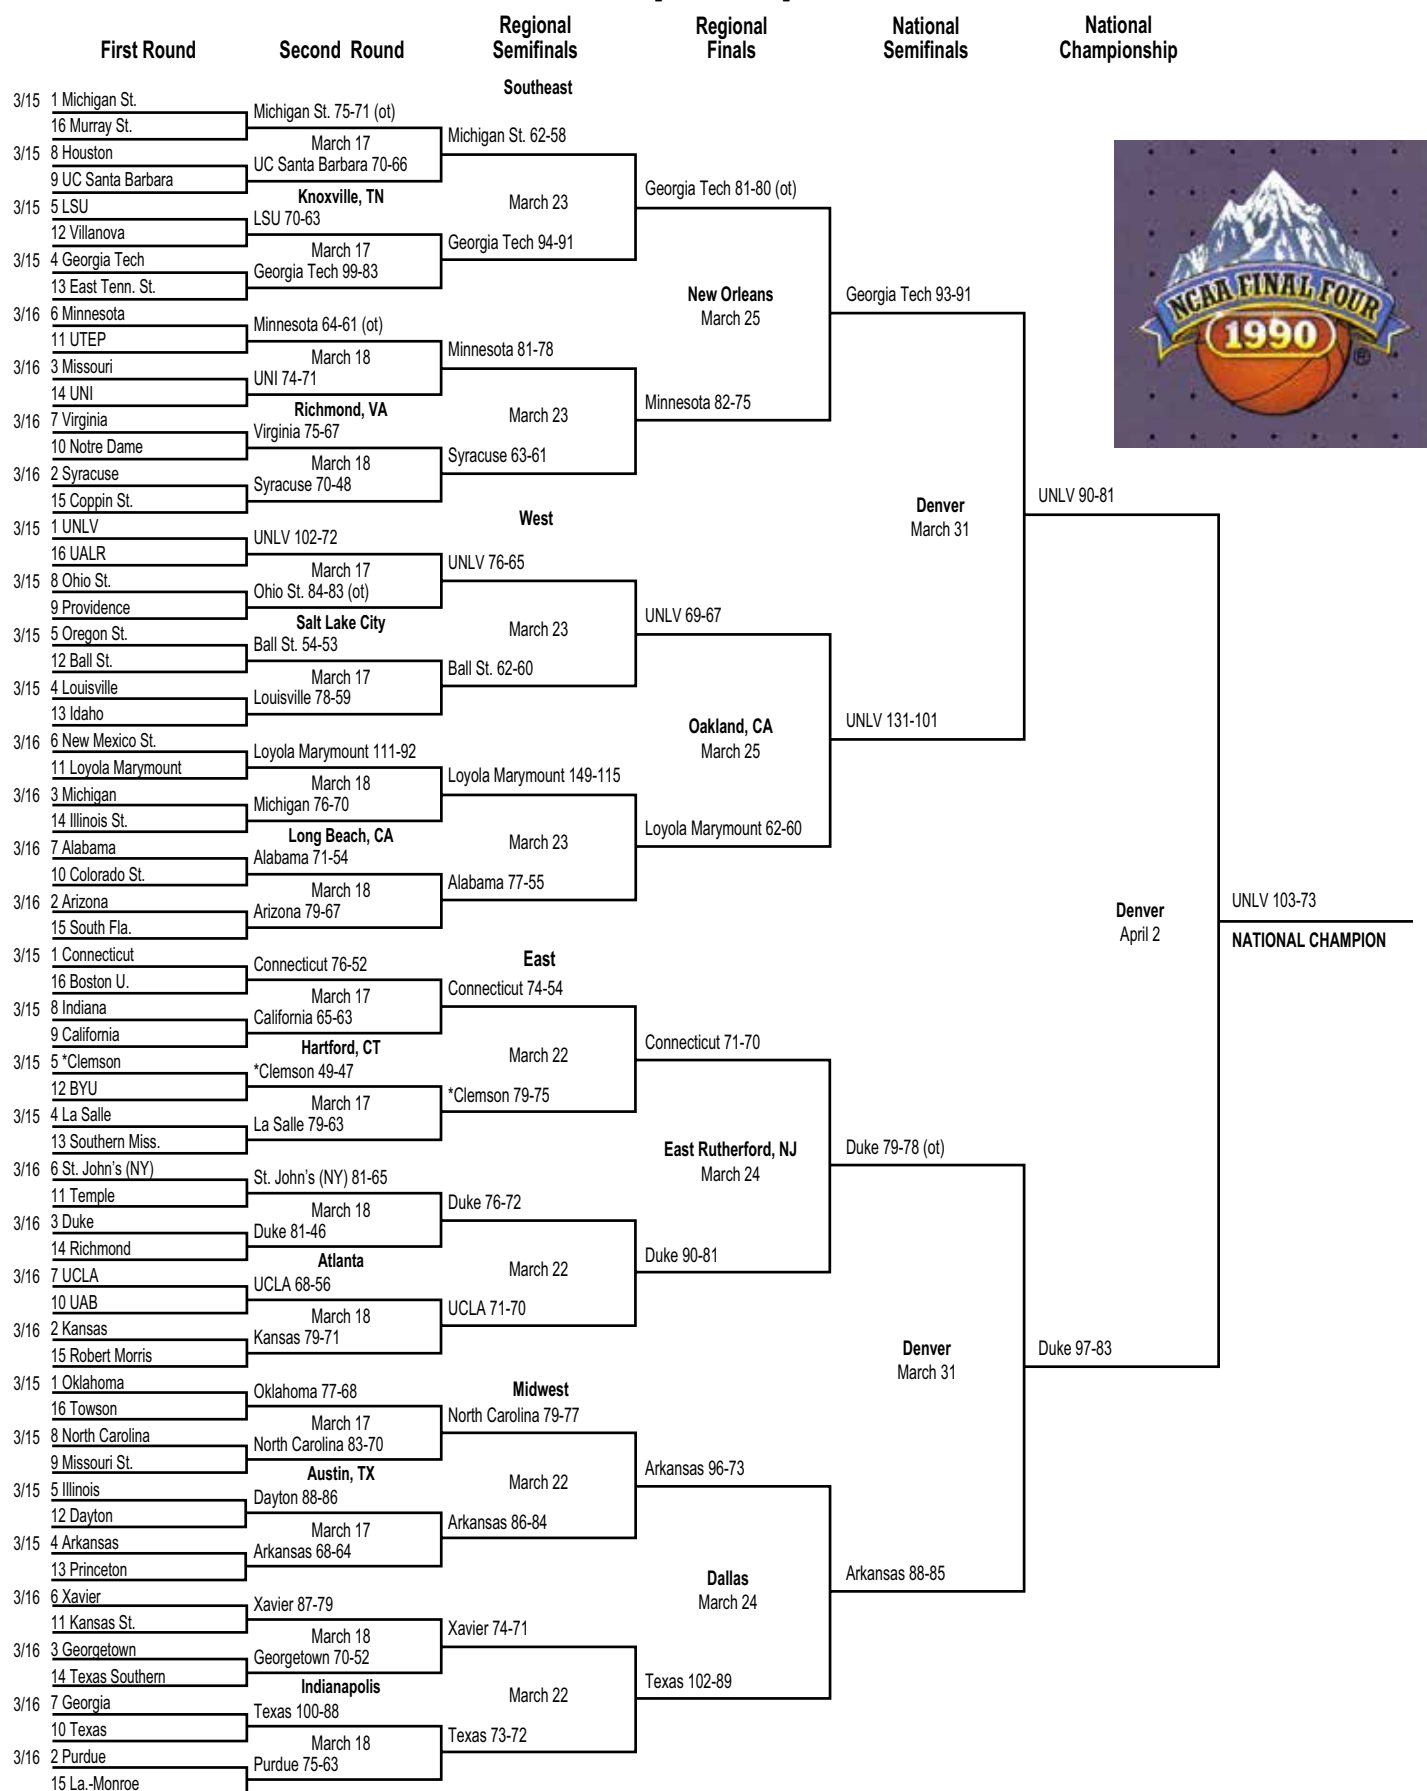 First Round
Second Round
Regional
Semifinals
Regional
Finals
National
Semifinals
National
Championship
Southeast
3/15 1 Michigan St.
16 Murray St.
3/15 8 Houston
9 UC Santa Barbara
3/15 5 LSU
12 Villanova
3/15 4 Georgia Tech
13 East Tenn. St.
3/16 6 Minnesota
11 UTEP
3/16 3 Missouri
14 UNI
3/16 7 Virginia
10 Notre Dame
3/16 2 Syracuse
15 Coppin St.
Michigan St. 75-71 (ot)
March 17
UC Santa Barbara 70-66
Knoxville, TN
LSU 70-63
March 17
Georgia Tech 99-83
Minnesota 64-61 (ot)
March 18
UNI 74-71
Richmond, VA
Virginia 75-67
March 18
Syracuse 70-48
Michigan St. 62-58
March 23
Georgia Tech 94-91
Minnesota 81-78
March 23
Syracuse 63-61
Georgia Tech 81-80 (ot)
New Orleans
March 25
Minnesota 82-75
Georgia Tech 93-91
West
3/15 1 UNLV
16 UALR
3/15 8 Ohio St.
9 Providence
3/15 5 Oregon St.
12 Ball St.
3/15 4 Louisville
13 Idaho
3/16 6 New Mexico St.
11 Loyola Marymount
3/16 3 Michigan
14 Illinois St.
3/16 7 Alabama
10 Colorado St.
3/16 2 Arizona
15 South Fla.
UNLV 102-72
March 17
Ohio St. 84-83 (ot)
Salt Lake City
Ball St. 54-53
March 17
Louisville 78-59
Loyola Marymount 111-92
March 18
Michigan 76-70
Long Beach, CA
Alabama 71-54
March 18
Arizona 79-67
UNLV 76-65
March 23
Ball St. 62-60
Loyola Marymount 149-115
March 23
Alabama 77-55
UNLV 69-67
Oakland, CA
March 25
Loyola Marymount 62-60
UNLV 131-101
Denver
March 31
UNLV 90-81
East
3/15 1 Connecticut
16 Boston U.
3/15 8 Indiana
9 California
3/15 5 *Clemson
12 BYU
3/15 4 La Salle
13 Southern Miss.
3/16 6 St. John's (NY)
11 Temple
3/16 3 Duke
14 Richmond
3/16 7 UCLA
10 UAB
3/16 2 Kansas
15 Robert Morris
Connecticut 76-52
March 17
California 65-63
Hartford, CT
*Clemson 49-47
March 17
La Salle 79-63
St. John's (NY) 81-65
March 18
Duke 81-46
Atlanta
UCLA 68-56
March 18
Kansas 79-71
Connecticut 74-54
March 22
*Clemson 79-75
Duke 76-72
March 22
UCLA 71-70
Connecticut 71-70
East Rutherford, NJ
March 24
Duke 90-81
Duke 79-78 (ot)
Midwest
3/15 1 Oklahoma
16 Towson
3/15 8 North Carolina
9 Missouri St.
3/15 5 Illinois
12 Dayton
3/15 4 Arkansas
13 Princeton
3/16 6 Xavier
11 Kansas St.
3/16 3 Georgetown
14 Texas Southern
3/16 7 Georgia
10 Texas
3/16 2 Purdue
15 La.-Monroe
Oklahoma 77-68
March 17
North Carolina 83-70
Austin, TX
Dayton 88-86
March 17
Arkansas 68-64
Xavier 87-79
March 18
Georgetown 70-52
Indianapolis
Texas 100-88
March 18
Purdue 75-63
North Carolina 79-77
March 22
Arkansas 86-84
Xavier 74-71
March 22
Texas 73-72
Arkansas 96-73
Dallas
March 24
Texas 102-89
Arkansas 88-85
Denver
March 31
Duke 97-83
Denver
April 2
UNLV 103-73
NATIONAL CHAMPION
NCAA FINAL FOUR
1990
®